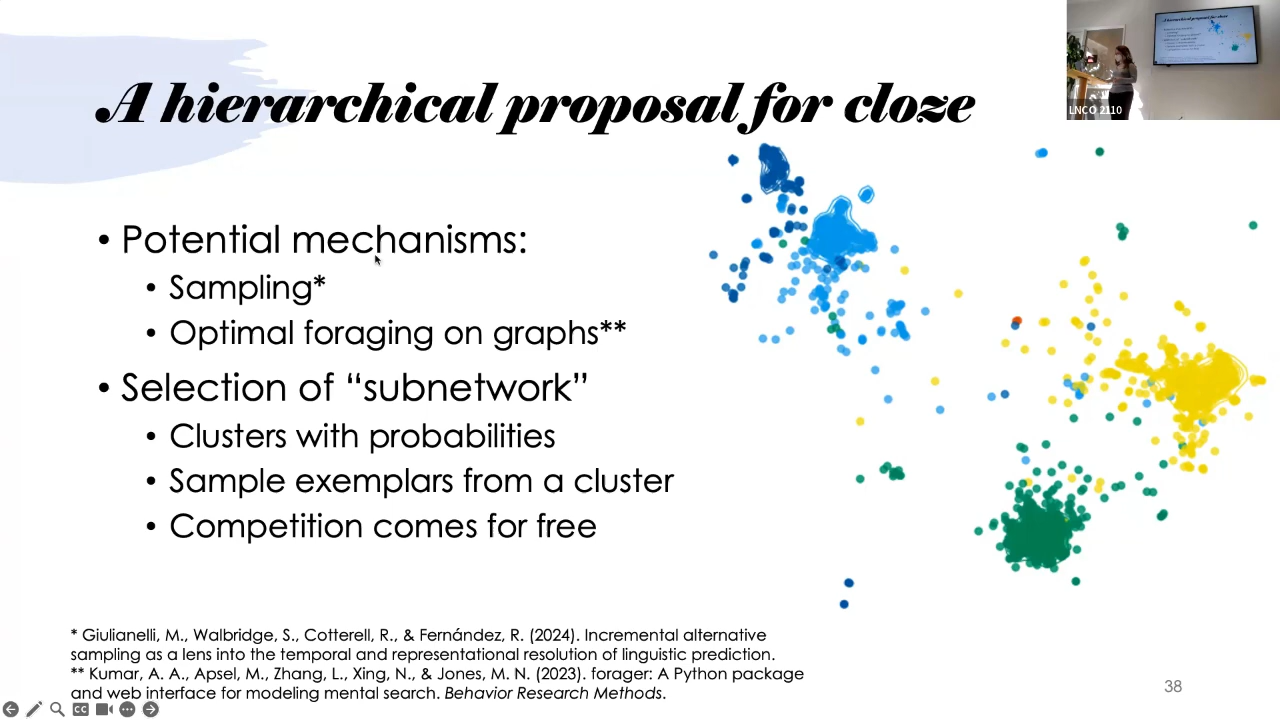 A hierarchical proposal for cloze
LNCO 2110
• Potential mechanisms:
• Sampling*
• Optimal foraging on graphs**
• Selection of “subnetwork”
• Clusters with probabilities
• Sample exemplars from a cluster
• Competition comes for free
* Giulianelli, M., Walbridge, S., Cotterell, R., & Fernández, R. (2024). Incremental alternative
sampling as a lens into the temporal and representational resolution of linguistic prediction.
** Kumar, A. A., Apsel, M., Zhang, L., Xing, N., & Jones, M. N. (2023). forager: A Python package
and web interface for modeling mental search. Behavior Research Methods.
38
CC